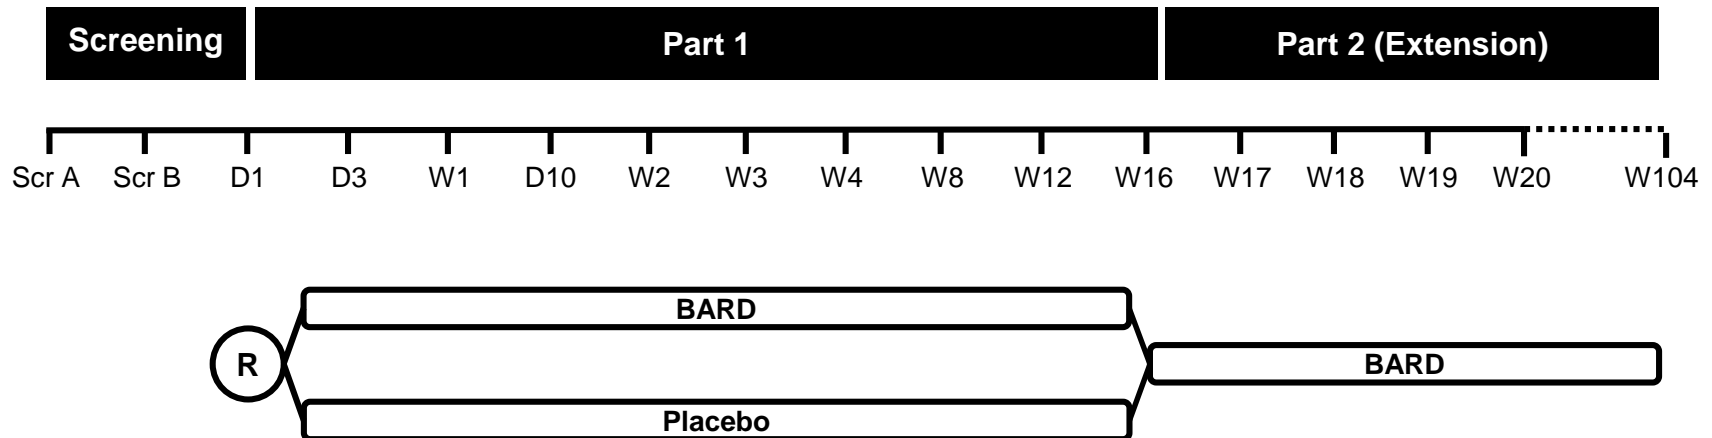 Screening Part 1 Part 2 (Extension)
Scr A Scr B D1 D3 W1 D10 W2 W3 W4 W8 W12 W16 W17 W18 W19 W20 W104
BARD
R BARD
Placebo